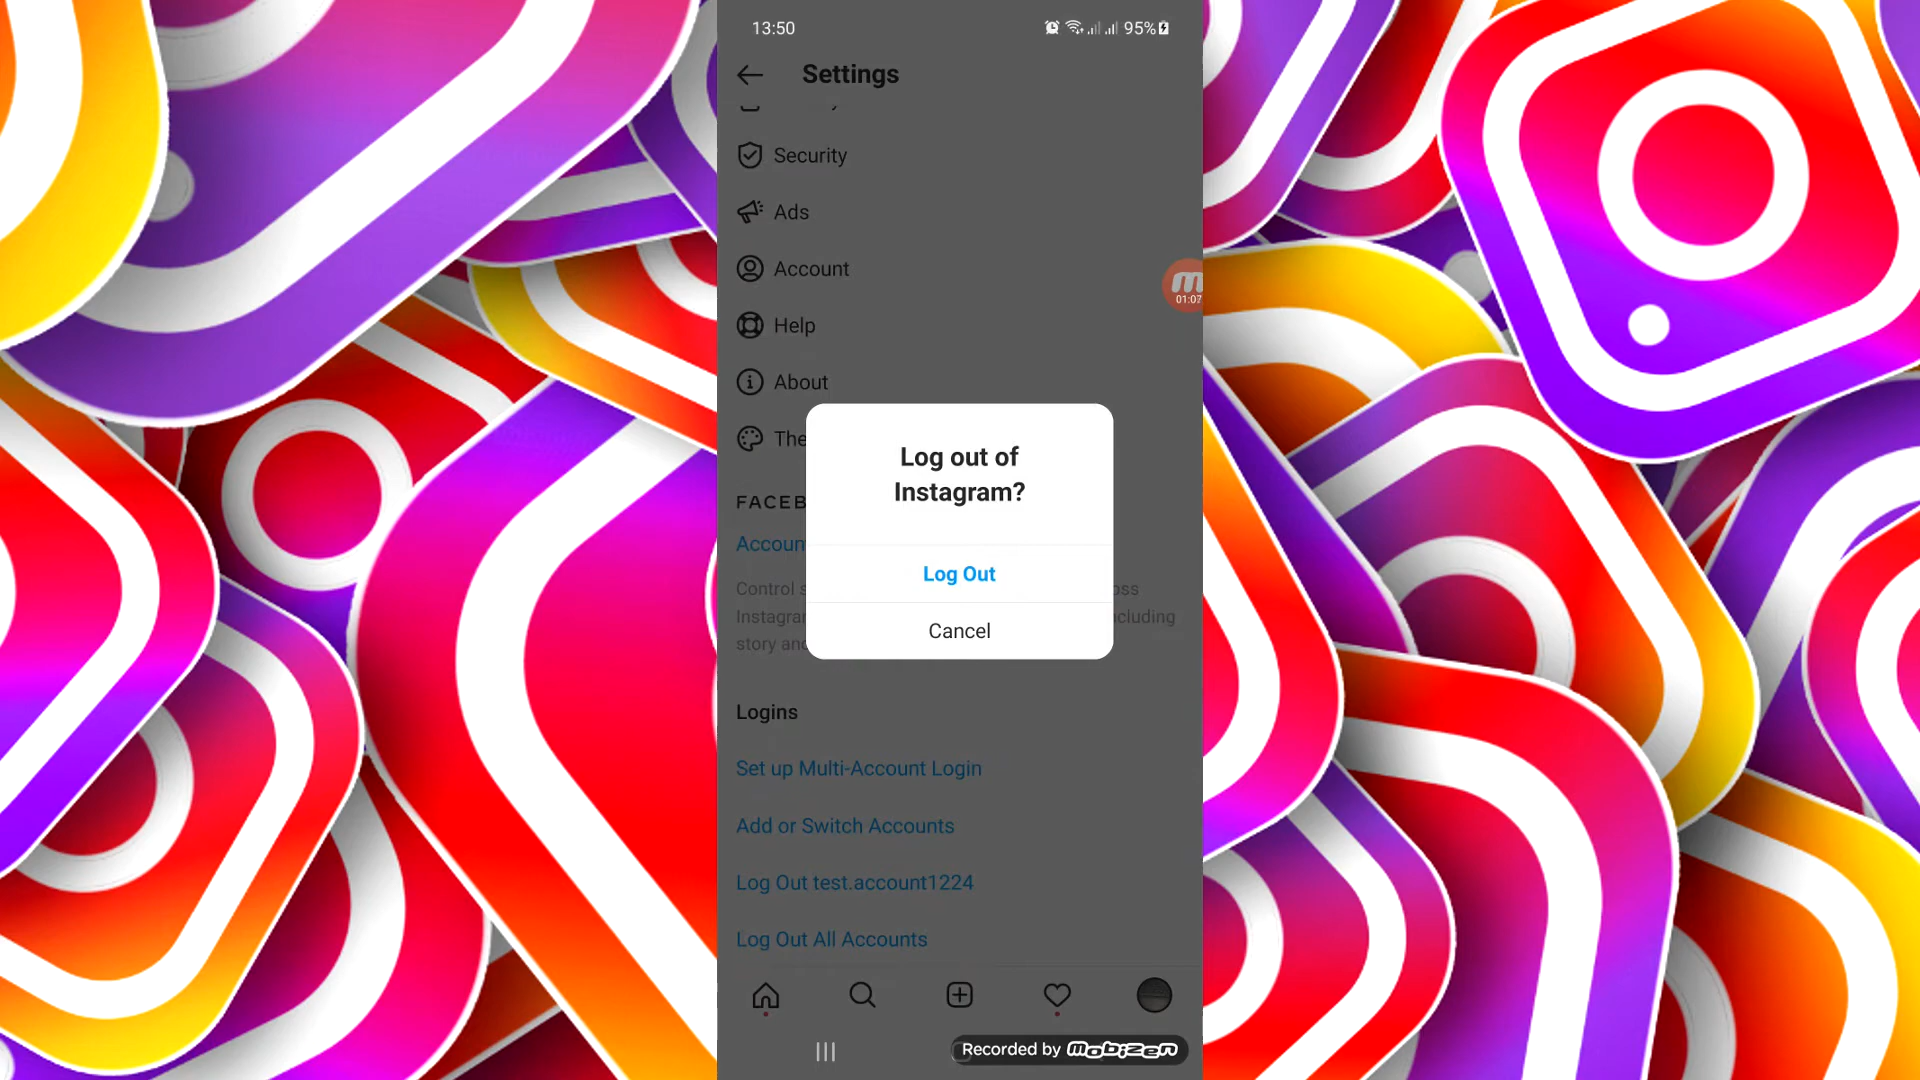 13:50
95%
Settings
Security
Ads
Account
01:07
Help
About
The
Log out of
Instagram?
FACEB
Accoun
Log Out
Control s
oss
Instagra
cluding
Cancel
story an
Logins
Set up Multi-Account Login
Add or Switch Accounts
Log Out test.account1224
Log Out All Accounts
Recorded by mobizen